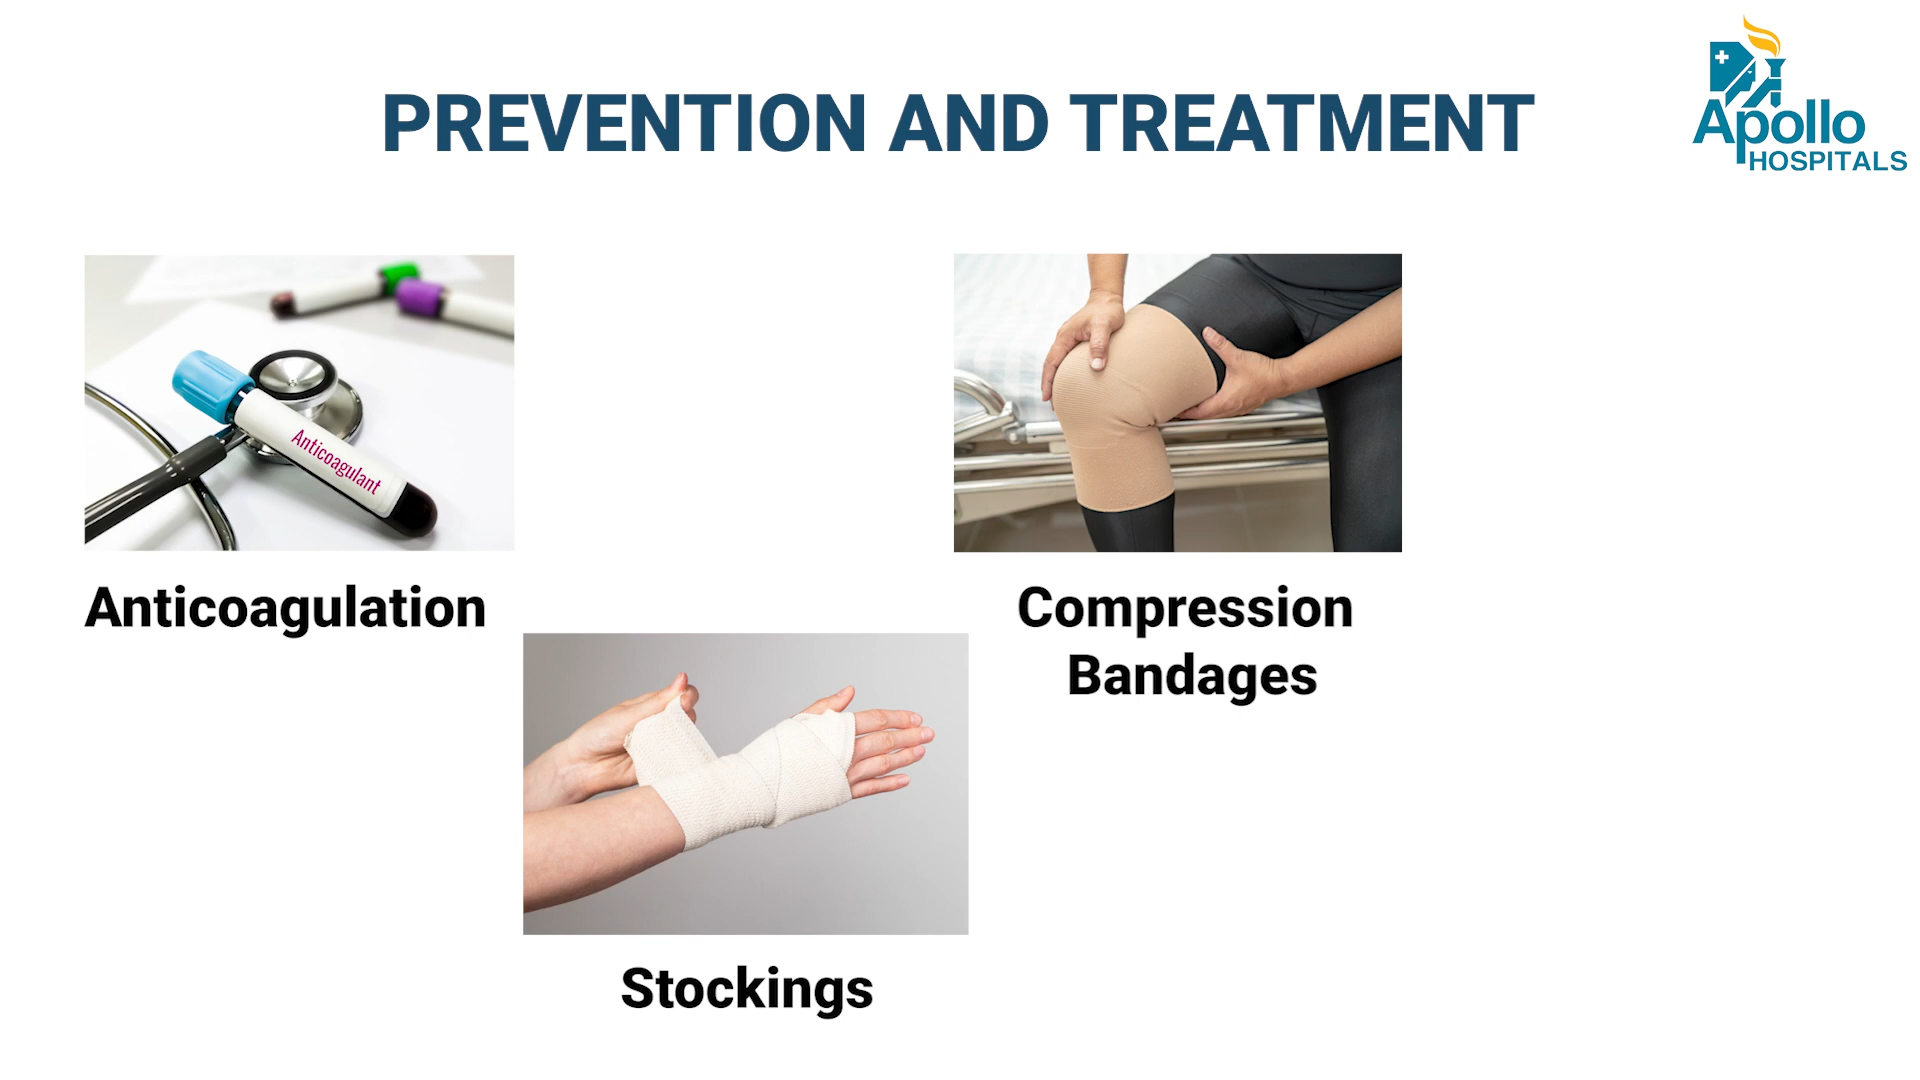 PREVENTION AND TREATMENT
Apollo
HOSPITALS
Anticoagulant
Anticoagulation
Compression
Bandages
Stockings